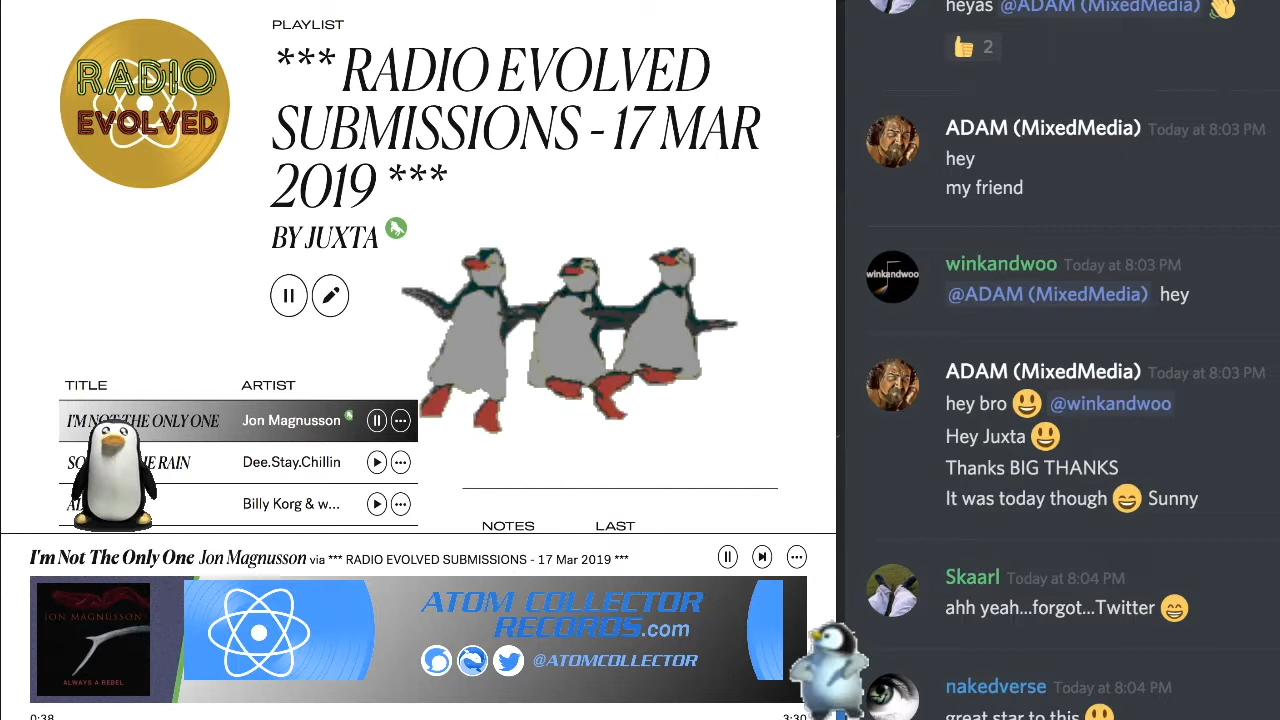 PLAYLIST
RADIO
EVOLVED
*** RADIO EVOLVED
SUBMISSIONS - 17 MAR
2019 ***
BY JUXTA
TITLE ARTIST
I'M NOT THE ONLY ONE Jon Magnusson
THE RAIN Dee.Stay.Chillin
Billy Korg & w...
NOTES LAST
I'm Not The Only One Jon Magnusson via *** RADIO EVOLVED SUBMISSIONS - 17 Mar 2019 ***
JON MAGNUSSON
ALWAYS A REBEL
ATOM COLLECTOR
RECORDS.com
@ATOMCOLLECTOR
0:38 3:30
heyas @ADAM (MixedMedia) 👋
👍 2
ADAM (MixedMedia) Today at 8:03 PM
hey
my friend
winkandwoo
winkandwoo Today at 8:03 PM
@ADAM (MixedMedia) hey
ADAM (MixedMedia) Today at 8:03 PM
hey bro 😃 @winkandwoo
Hey Juxta 😃
Thanks BIG THANKS
It was today though 😄 Sunny
Skaarl Today at 8:04 PM
ahh yeah...forgot...Twitter 😄
nakedverse Today at 8:04 PM
great star to this 😃